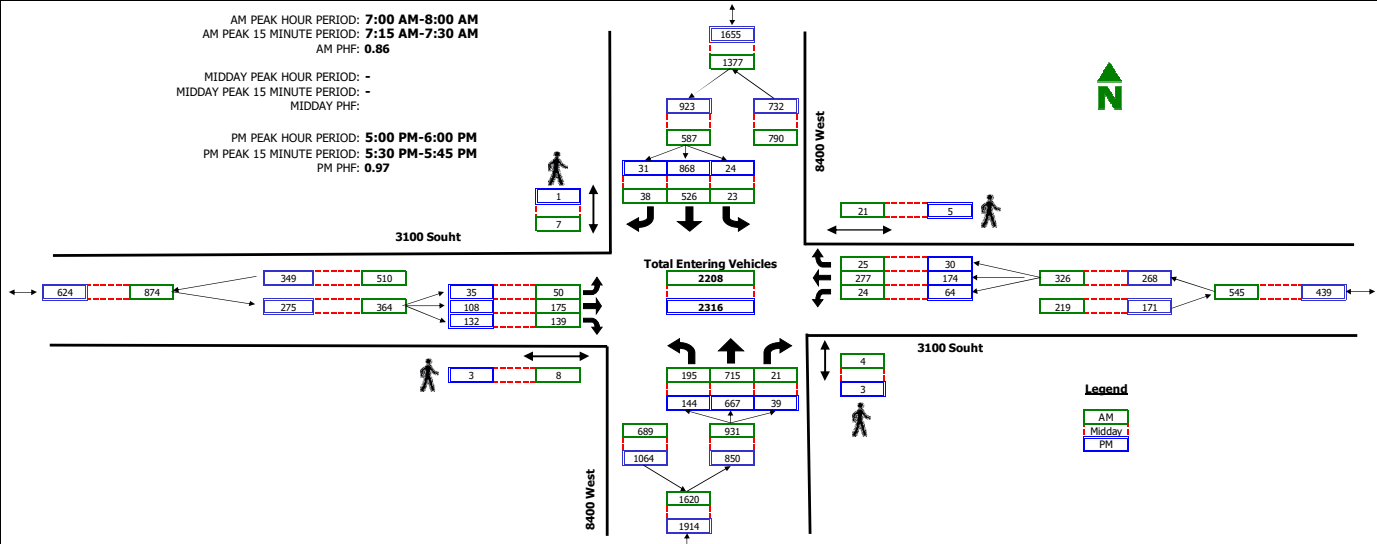 AM PEAK HOUR PERIOD: 7:00 AM-8:00 AM
AM PEAK 15 MINUTE PERIOD: 7:15 AM-7:30 AM
AM PHF: 0.86
MIDDAY PEAK HOUR PERIOD: -
MIDDAY PEAK 15 MINUTE PERIOD: -
MIDDAY PHF:
PM PEAK HOUR PERIOD: 5:00 PM-6:00 PM
PM PEAK 15 MINUTE PERIOD: 5:30 PM-5:45 PM
PM PHF: 0.97
1655
1377
923 732
587 790
31 868 24
38 526 23
8400 West
N
1
7
3100 Souht
21 5
Total Entering Vehicles
2208
2316
349 510
624 874
275 364
35 50
108 175
132 139
25 30
277 174
24 64
326 268
219 171
545 439
3100 Souht
3 8
4
3
195 715 21
144 667 39
689 931
1064 850
1620
1914
8400 West
Legend
AM
Midday
PM